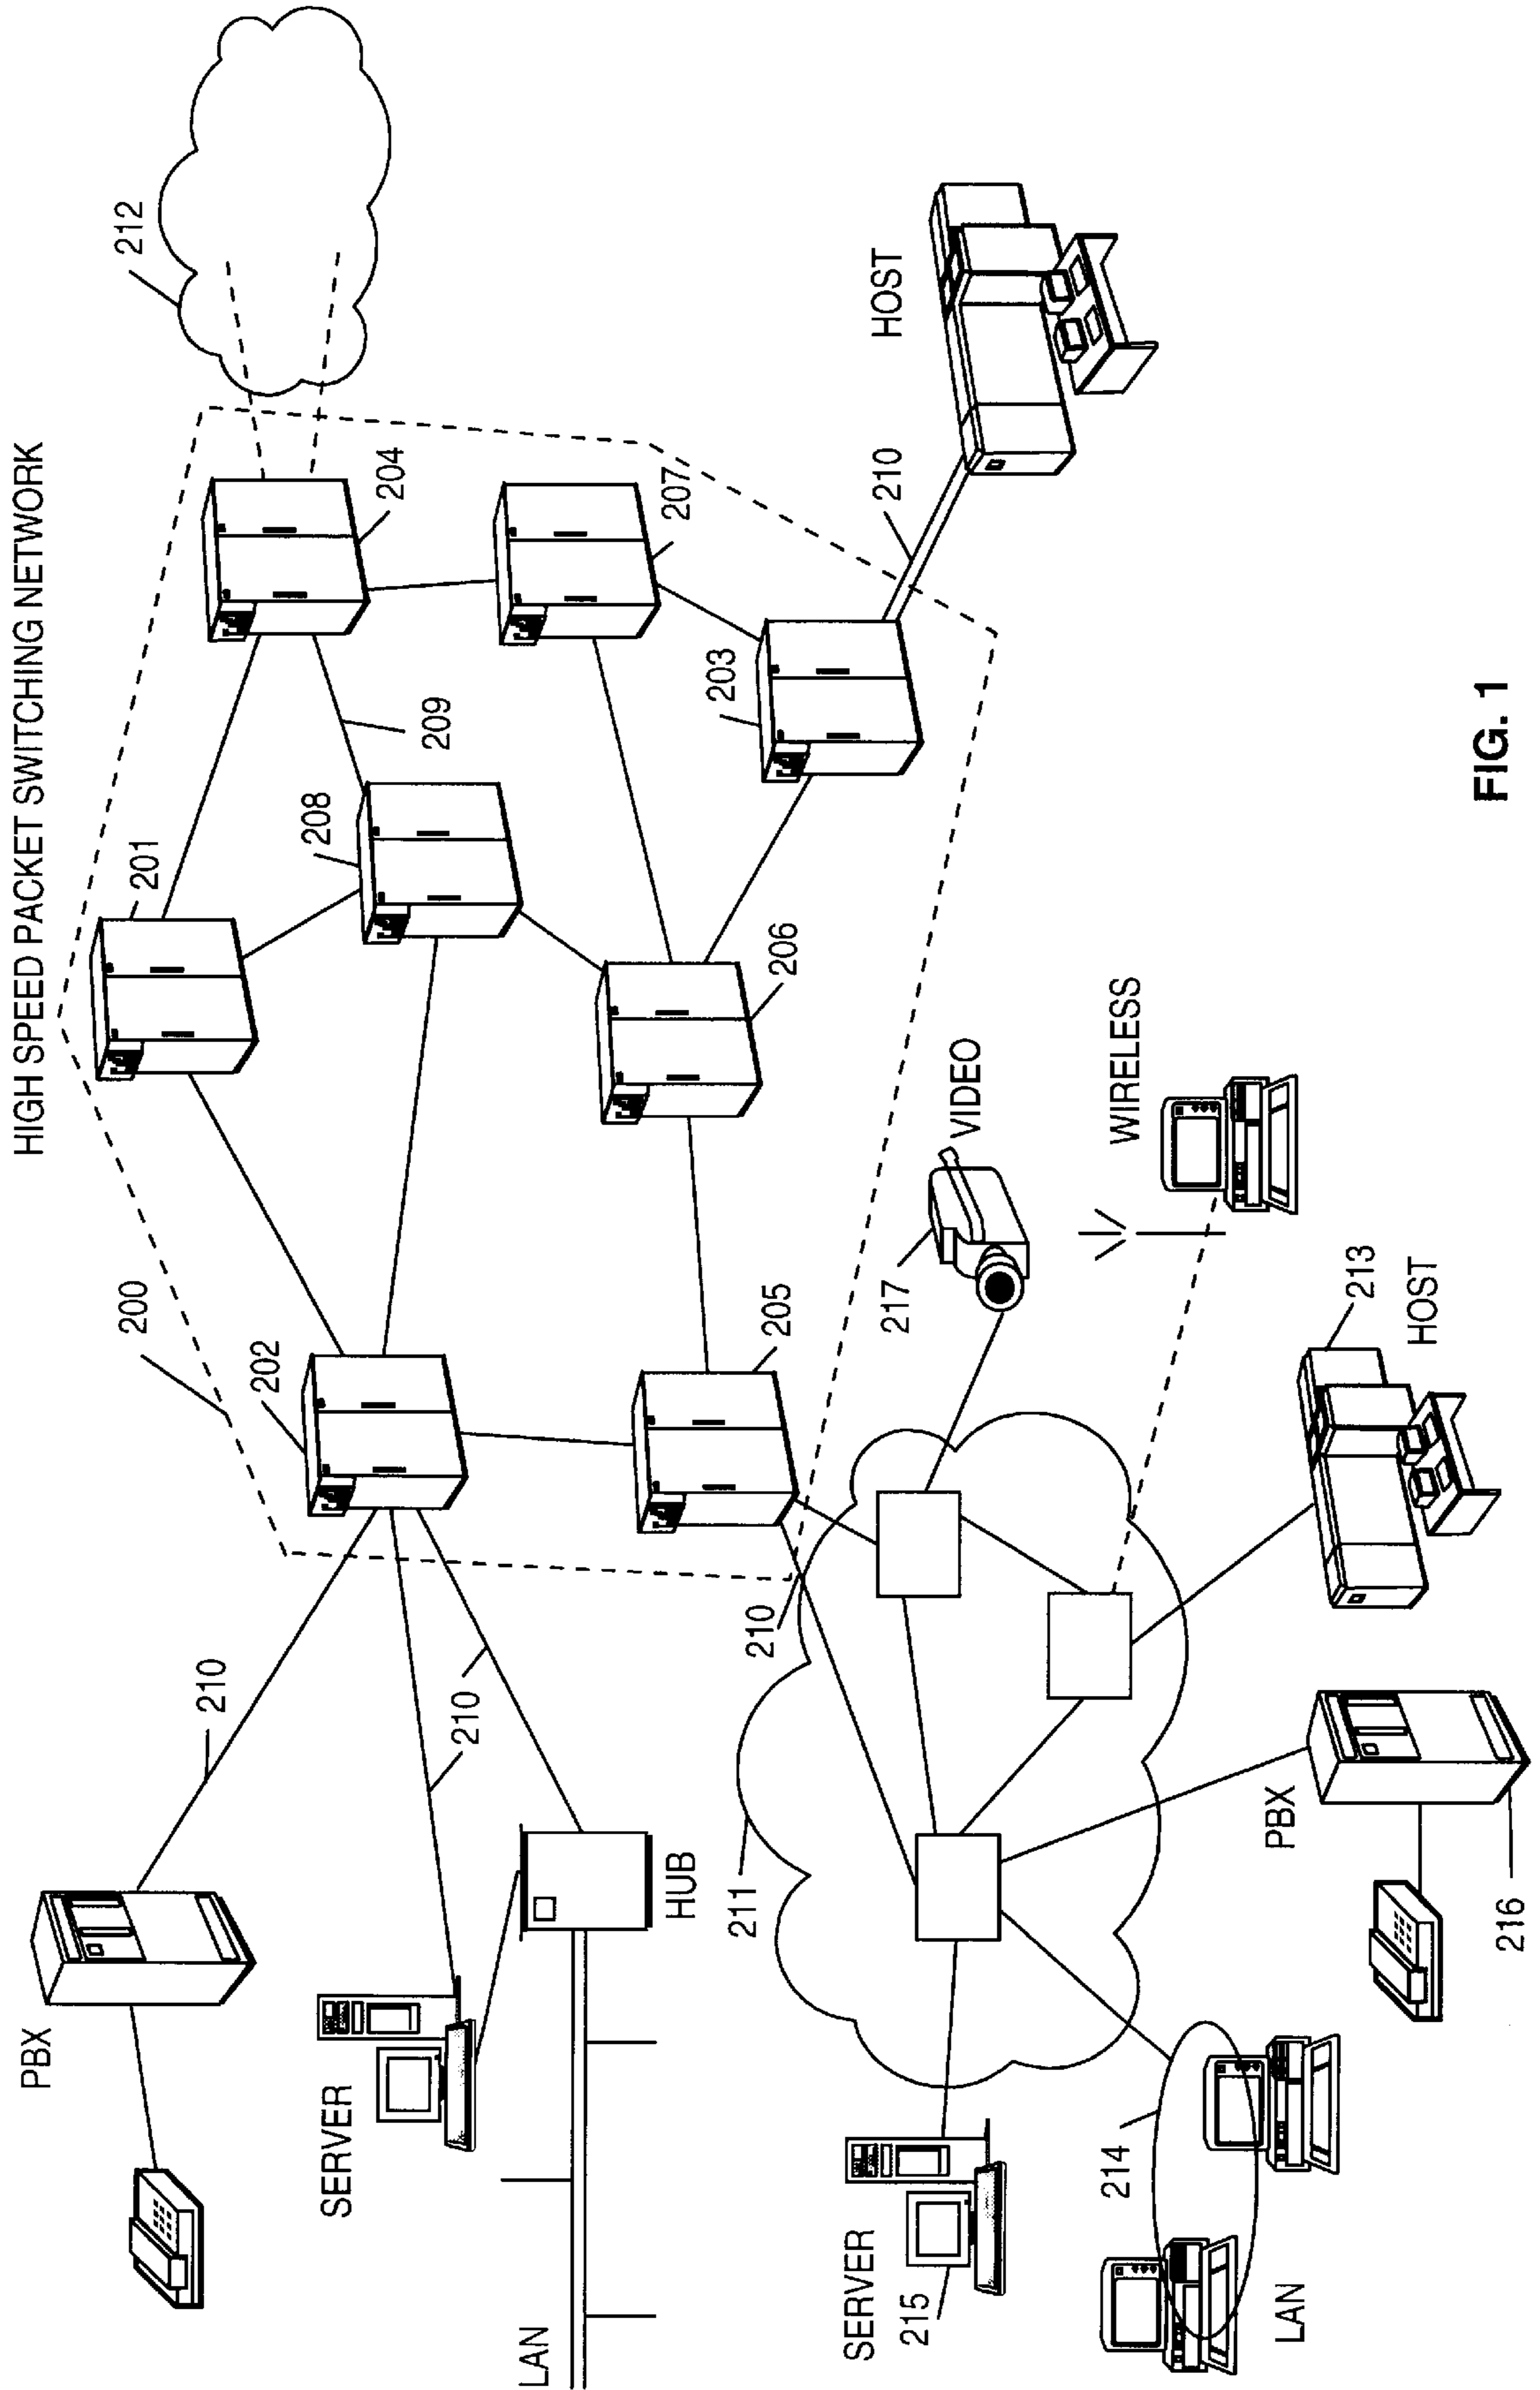 HIGH SPEED PACKET SWITCHING NETWORK
212
200
201
204
202
208
209
207
206
203
205
210
HOST
PBX
210
SERVER
210
HUB
LAN
210
211
217
VIDEO
WIRELESS
213
HOST
SERVER
215
214
LAN
PBX
216
FIG. 1